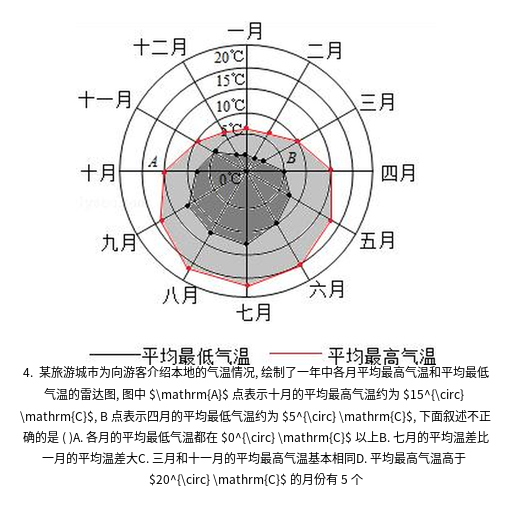 一月
十二月
二月
20℃
15℃
十一月
三月
10℃
5℃
A
B
十月
四月
0℃
九月
五月
八月
六月
七月
平均最低气温 平均最高气温
4. 某旅游城市为向游客介绍本地的气温情况, 绘制了一年中各月平均最高气温和平均最低
气温的雷达图, 图中 $\mathrm{A}$ 点表示十月的平均最高气温约为 $15^{\circ}
\mathrm{C}$, B 点表示四月的平均最低气温约为 $5^{\circ} \mathrm{C}$, 下面叙述不正
确的是 ( )A. 各月的平均最低气温都在 $0^{\circ} \mathrm{C}$ 以上B. 七月的平均温差比
一月的平均温差大C. 三月和十一月的平均最高气温基本相同D. 平均最高气温高于
$20^{\circ} \mathrm{C}$ 的月份有 5 个